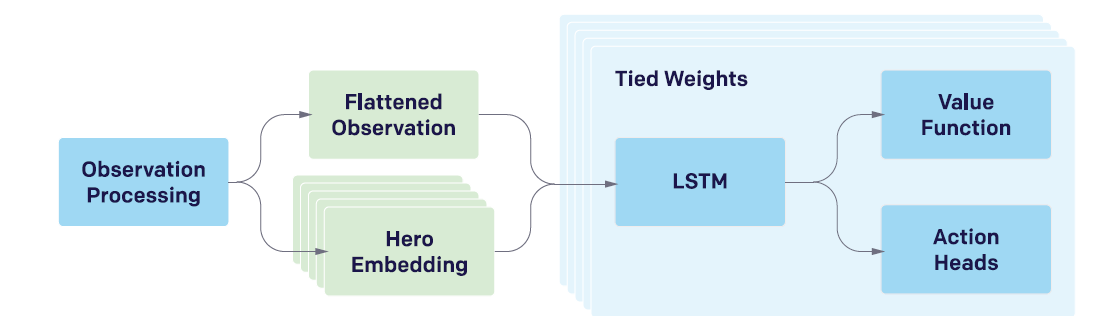 Observation
Processing
Flattened
Observation
Hero
Embedding
Tied Weights
LSTM
Value
Function
Action
Heads